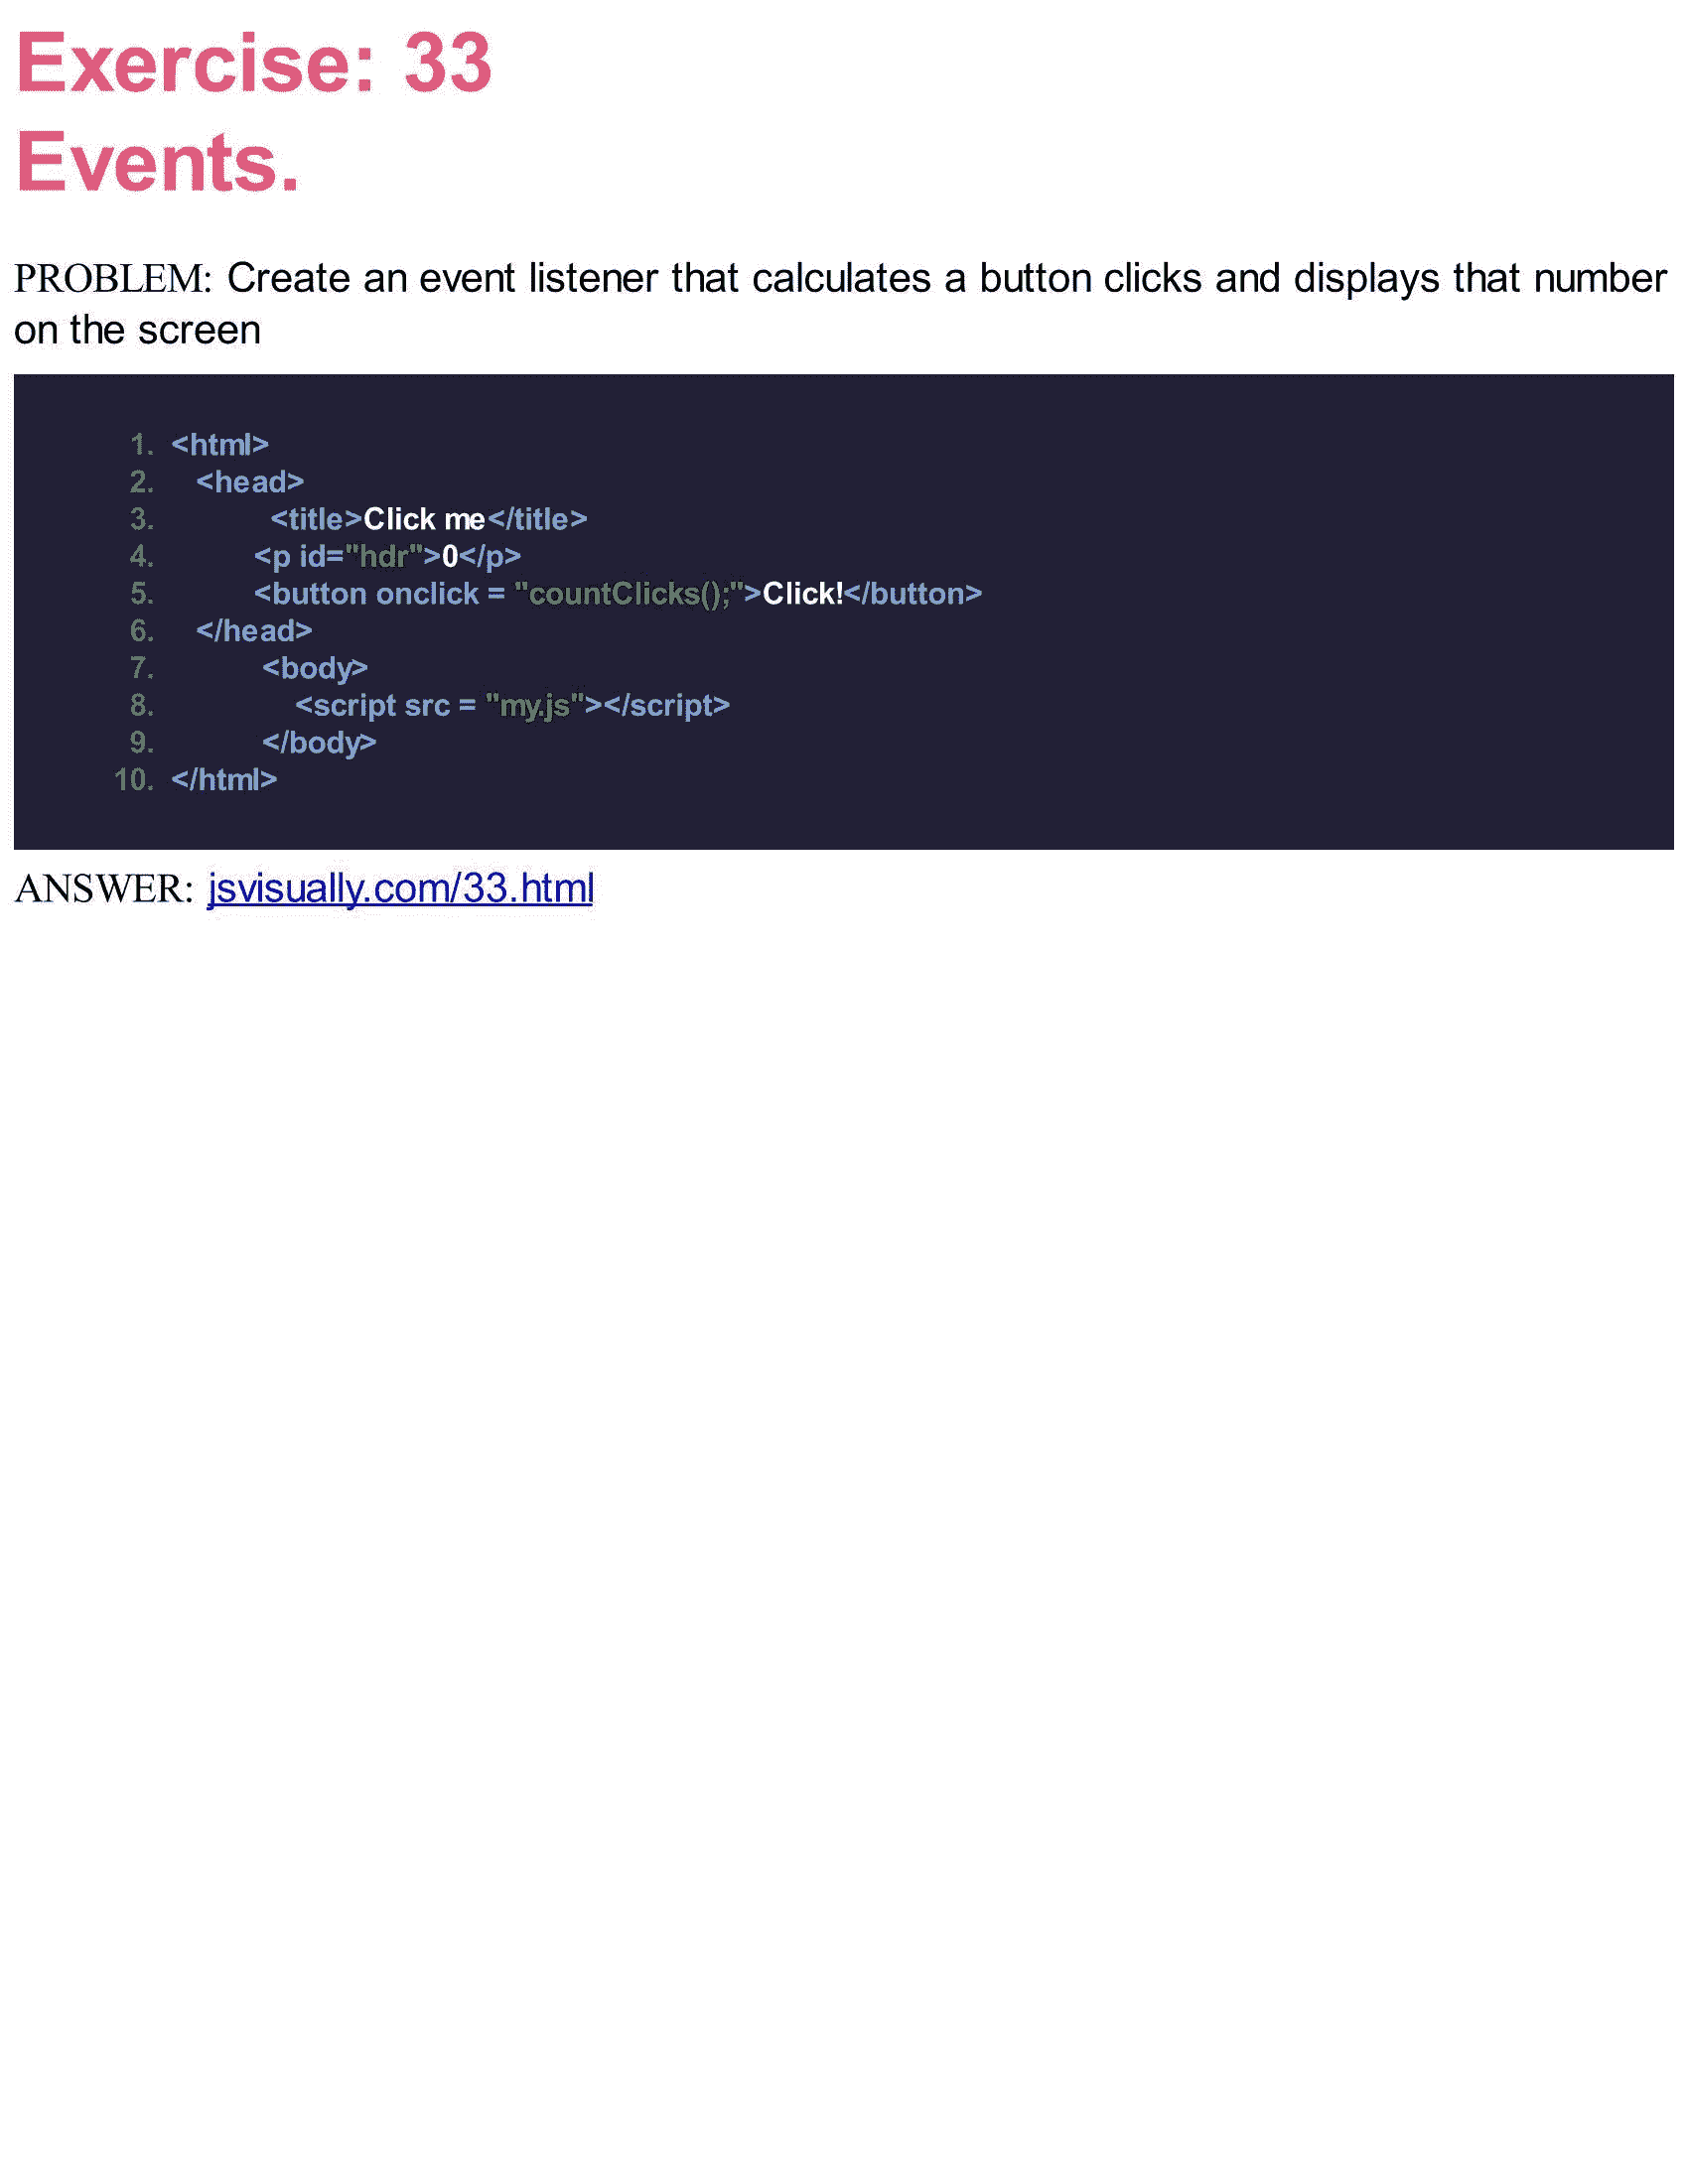 Exercise: 33
Events.
PROBLEM: Create an event listener that calculates a button clicks and displays that number
on the screen
1. <html>
2. <head>
3. <title>Click me</title>
4. <p id="hdr">0</p>
5. <button onclick = "countClicks();">Click!</button>
6. </head>
7. <body>
8. <script src = "my.js"></script>
9. </body>
10. </html>
ANSWER: jsvisually.com/33.html